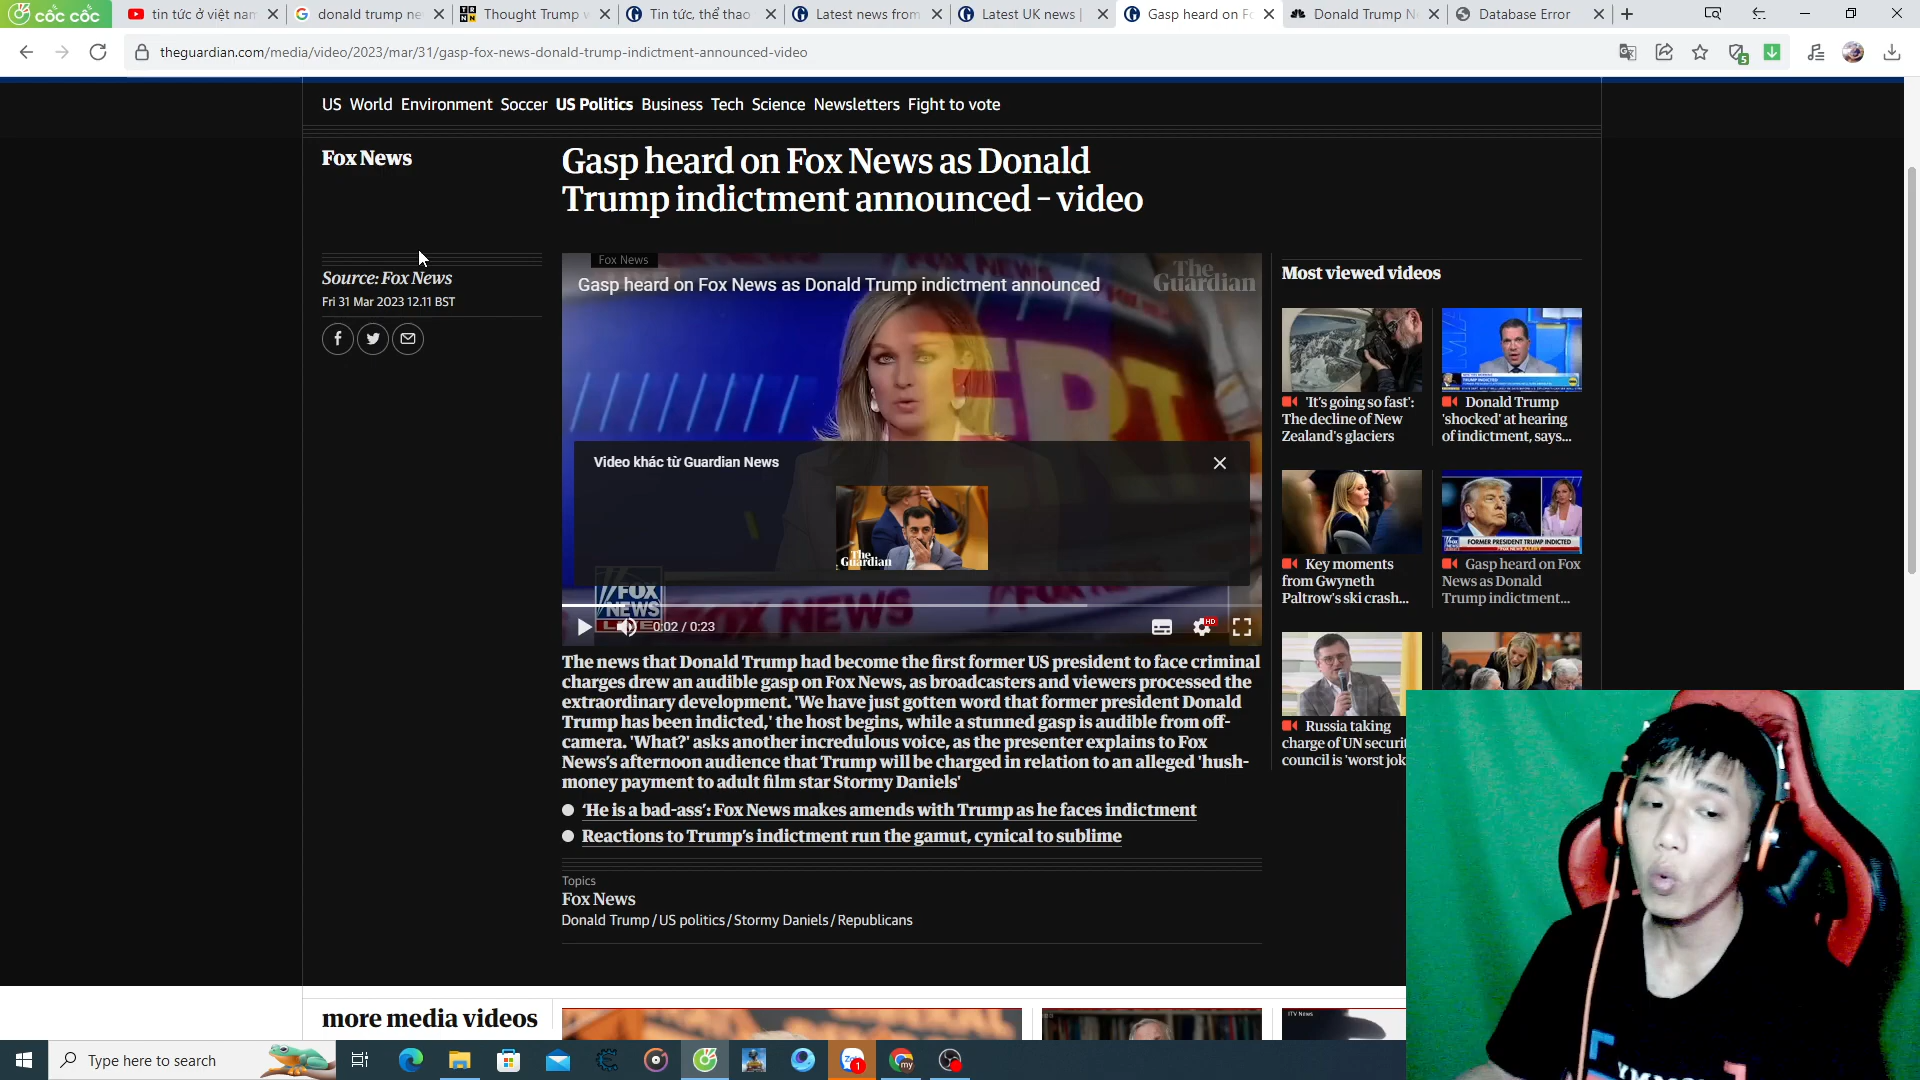 cốc cốc
tin tức ở việt nan
donald trump ne
Thought Trump w
Tin tức, thể thao
Latest news from
Latest UK news |
Gasp heard on Fo
Donald Trump N
Database Error
theguardian.com/media/video/2023/mar/31/gasp-fox-news-donald-trump-indictment-announced-video
5
US World Environment Soccer US Politics Business Tech Science Newsletters Fight to vote
Fox News
Gasp heard on Fox News as Donald
Trump indictment announced – video
Source: Fox News
Fri 31 Mar 2023 12.11 BST
Fox News
Gasp heard on Fox News as Donald Trump indictment announced
The
Guardian
Video khác từ Guardian News
The
Guardian
FOX
NEWS
FOX NEWS
0:02 / 0:23
HD
The news that Donald Trump had become the first former US president to face criminal
charges drew an audible gasp on Fox News, as broadcasters and viewers processed the
extraordinary development. 'We have just gotten word that former president Donald
Trump has been indicted,' the host begins, while a stunned gasp is audible from off-
camera. 'What?' asks another incredulous voice, as the presenter explains to Fox
News's afternoon audience that Trump will be charged in relation to an alleged 'hush-
money payment to adult film star Stormy Daniels'
'He is a bad-ass': Fox News makes amends with Trump as he faces indictment
Reactions to Trump's indictment run the gamut, cynical to sublime
Topics
Fox News
Donald Trump / US politics / Stormy Daniels / Republicans
Most viewed videos
'It's going so fast':
The decline of New
Zealand's glaciers
Donald Trump
'shocked' at hearing
of indictment, says...
Key moments
from Gwyneth
Paltrow's ski crash...
FORMER PRESIDENT TRUMP INDICTED
Gasp heard on Fox
News as Donald
Trump indictment...
Russia taking
charge of UN securit
council is 'worst jok
more media videos
ITV News
Type here to search
1